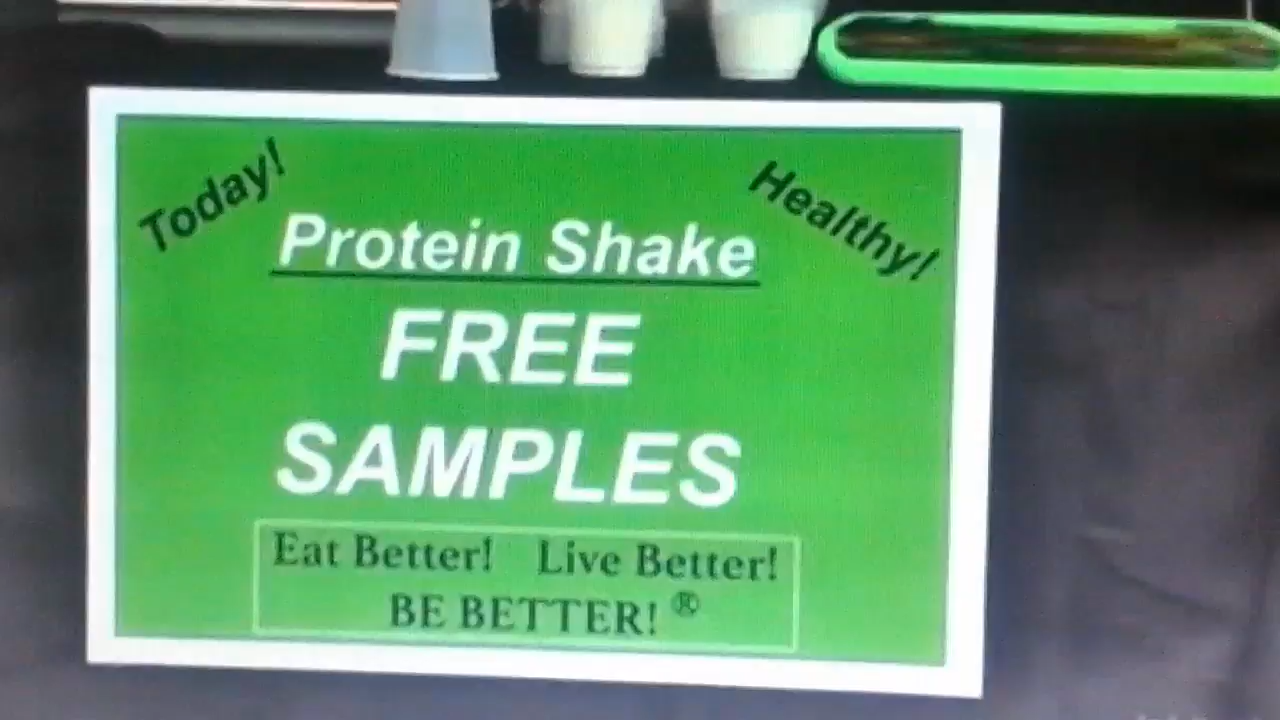 Today!
Healthy!
Protein Shake
FREE
SAMPLES
Eat Better! Live Better!
BE BETTER! ®